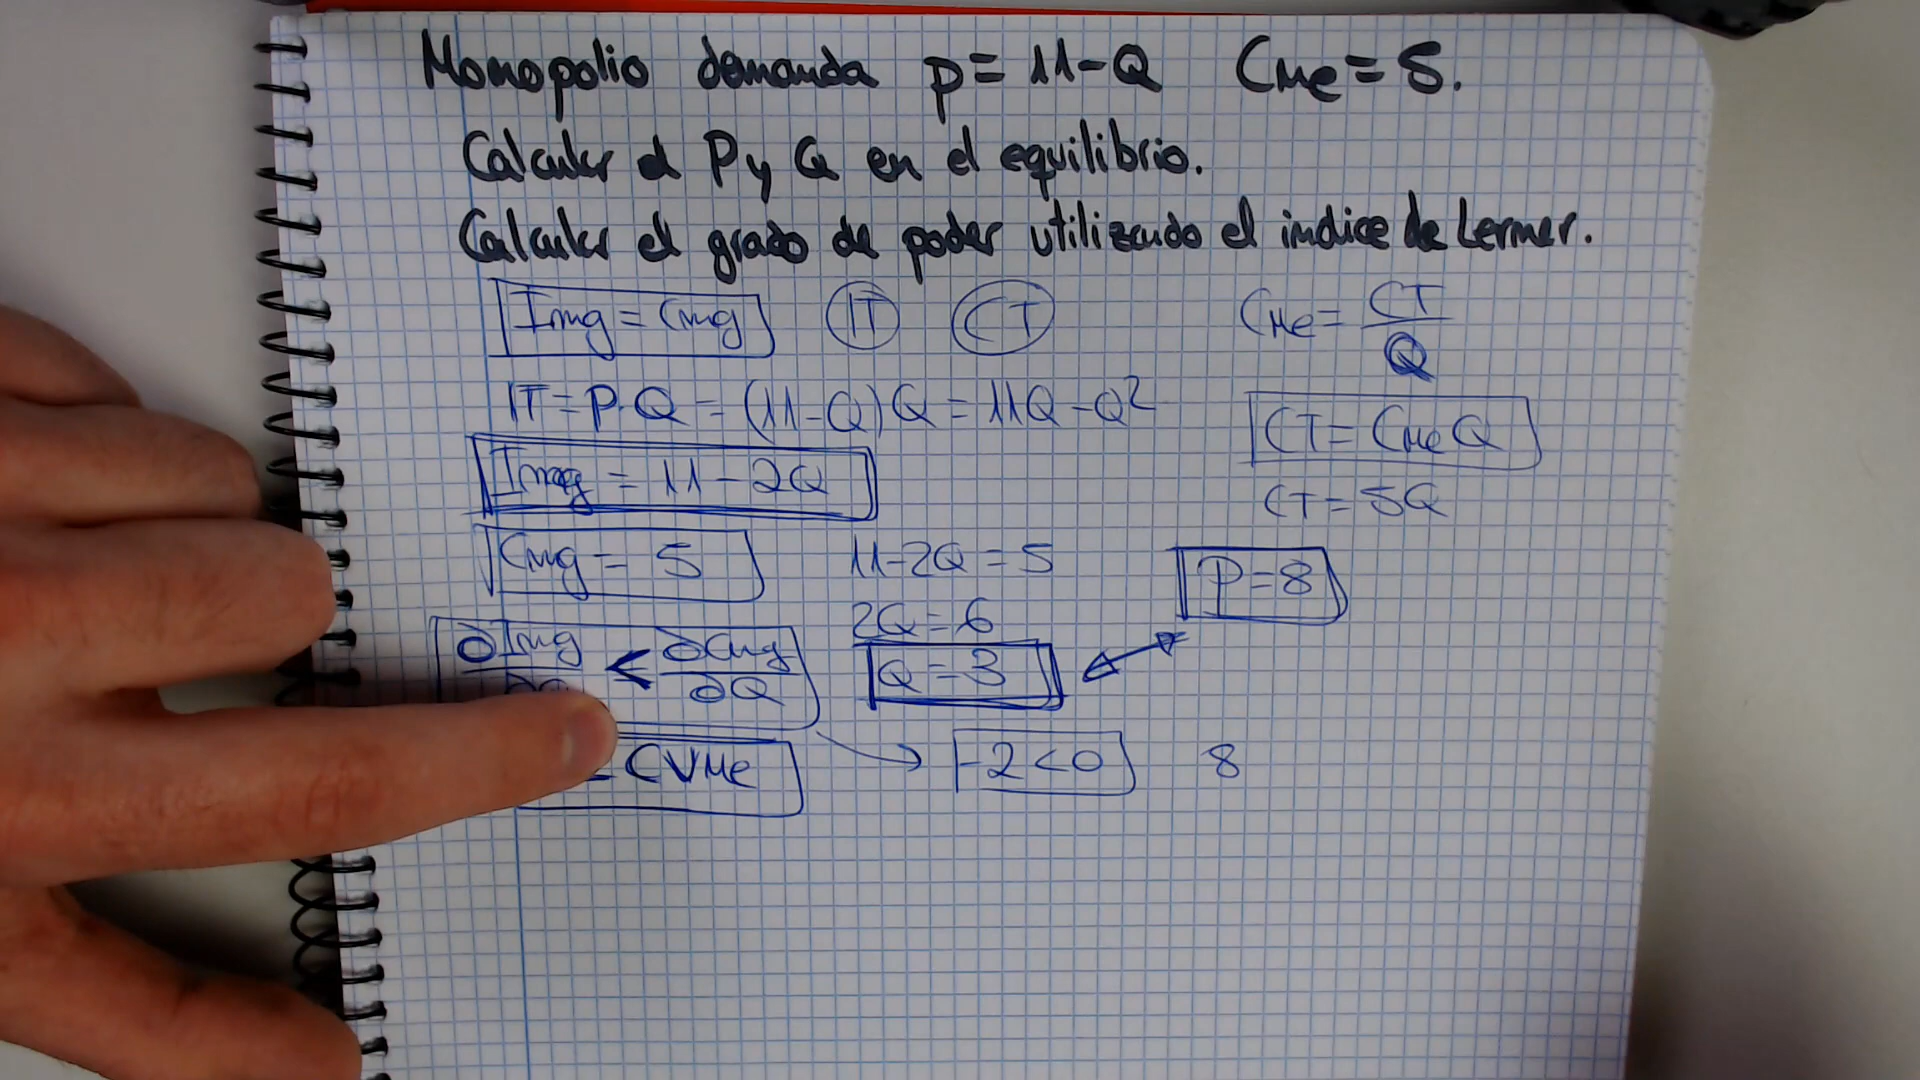 Monopolio demanda p = 11 - Q CMe = 5.
Calcular el P y Q en el equilibrio.
Calcular el grado de poder utilizando el indice de Lerner.
Img = Cmg IT CT CMe = CT / Q
IT = P·Q = (11-Q)Q = 11Q - Q² CT = CMe Q
Img = 11 - 2Q CT = 5Q
Cmg = 5 11-2Q = 5 P = 8
2Q = 6
∂Img / ∂Q < ∂Cmg / ∂Q Q = 3
CVMe -2 < 0 8